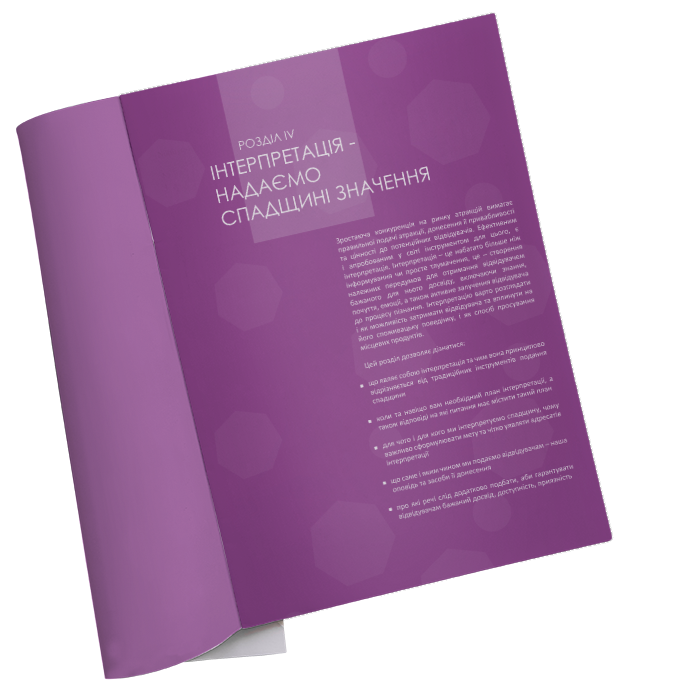 РОЗДІЛ IV
ІНТЕРПРЕТАЦІЯ -
НАДАЄМО
СПАДЩИНІ ЗНАЧЕННЯ
Зростаюча конкуренція на ринку атракцій вимагає
правильної подачі атракції, донесення її привабливості
та цінності до потенційних відвідувачів. Ефективним
і апробованим у світі інструментом для цього, є
інтерпретація. Інтерпретація – це набагато більше ніж
інформування чи просте тлумачення, це – створення
належних передумов для отримання відвідувачем
бажаного для нього досвіду, включаючи знання,
почуття, емоції, а також активне залучення відвідувача
до процесу пізнання. Інтерпретацію варто розглядати
і як можливість затримати відвідувача та вплинути на
його споживацьку поведінку, і як спосіб просування
місцевих продуктів.
Цей розділ дозволяє дізнатися:
• що являє собою інтерпретація та чим вона принципово
відрізняється від традиційних інструментів подання
спадщини
• коли та навіщо вам необхідний план інтерпретації, а
також відповіді на які питання має містити такий план
• для чого і для кого ми інтерпретуємо спадщину, чому
важливо сформулювати мету та чітко уявляти адресатів
інтерпретації
• що саме і яким чином ми подаємо відвідувачам – наша
оповідь та засоби її донесення
• про які речі слід додатково подбати, аби гарантувати
відвідувачам бажаний досвід, доступність, приязність